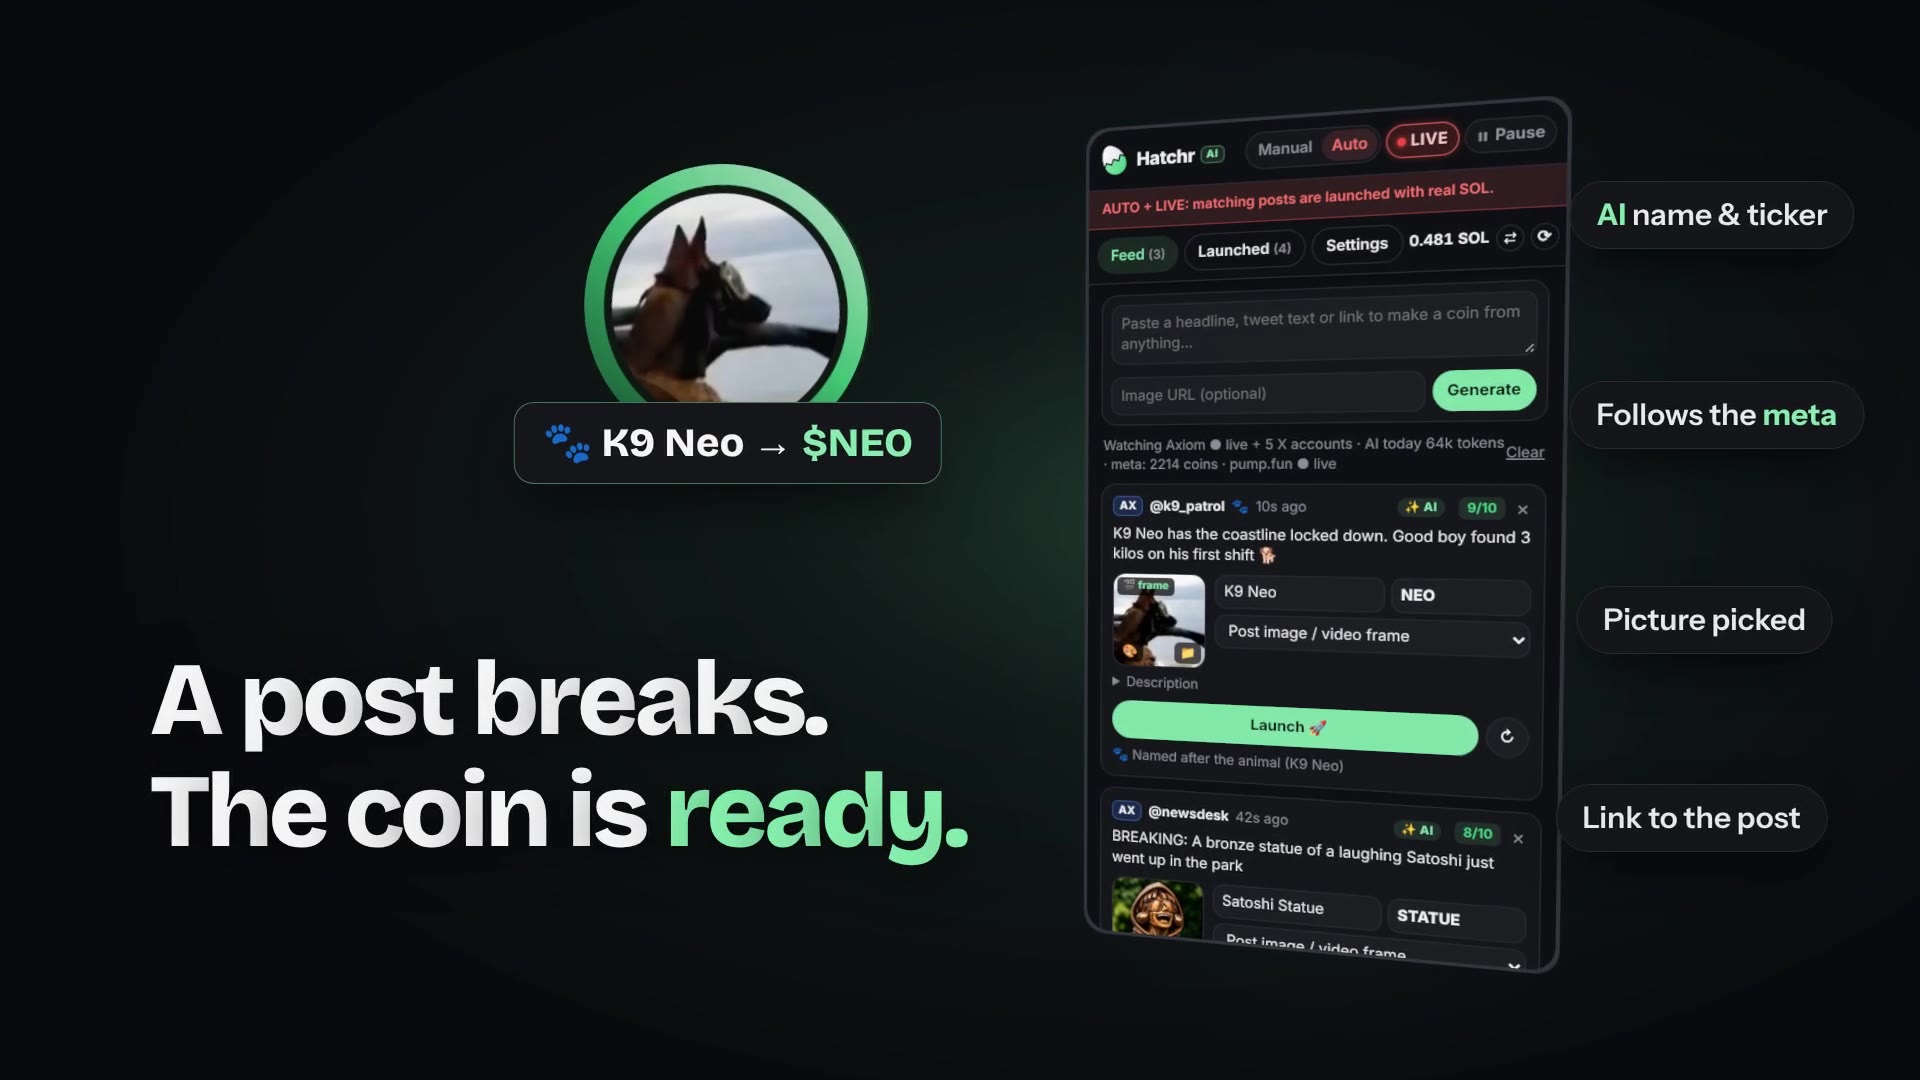 🐾 K9 Neo → $NEO
A post breaks.
The coin is ready.
Hatchr AI
Manual Auto LIVE Pause
AUTO + LIVE: matching posts are launched with real SOL.
Feed (3) Launched (4) Settings 0.481 SOL
Paste a headline, tweet text or link to make a coin from
anything...
Image URL (optional) Generate
Watching Axiom ● live + 5 X accounts · AI today 64k tokens
· meta: 2214 coins · pump.fun ● live
Clear
AX @k9_patrol 🐾 10s ago ✨ AI 9/10 ×
K9 Neo has the coastline locked down. Good boy found 3
kilos on his first shift 🐕‍🦺
frame
K9 Neo NEO
Post image / video frame
▶ Description
Launch 🚀
🐾 Named after the animal (K9 Neo)
AX @newsdesk 42s ago ✨ AI 8/10 ×
BREAKING: A bronze statue of a laughing Satoshi just
went up in the park
Satoshi Statue STATUE
Post image / video frame
AI name & ticker
Follows the meta
Picture picked
Link to the post